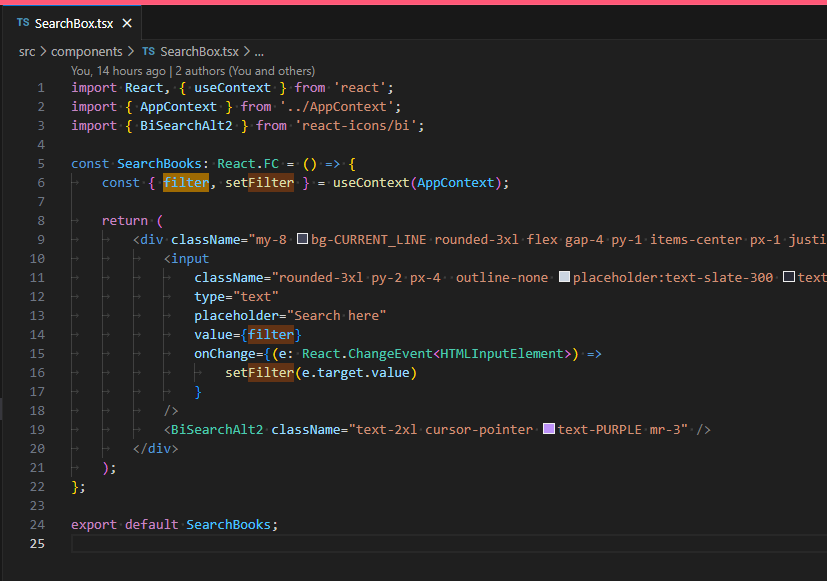 TS SearchBox.tsx ×
src > components > TS SearchBox.tsx > ...
You, 14 hours ago | 2 authors (You and others)
1 import React, { useContext } from 'react';
2 import { AppContext } from '../AppContext';
3 import { BiSearchAlt2 } from 'react-icons/bi';
4
5 const SearchBooks: React.FC = () => {
6     const { filter, setFilter } = useContext(AppContext);
7
8     return (
9         <div className="my-8 bg-CURRENT_LINE rounded-3xl flex gap-4 py-1 items-center px-1 justi
10             <input
11                 className="rounded-3xl py-2 px-4  outline-none placeholder:text-slate-300 text
12                 type="text"
13                 placeholder="Search here"
14                 value={filter}
15                 onChange={(e: React.ChangeEvent<HTMLInputElement>) =>
16                     setFilter(e.target.value)
17                 }
18             />
19             <BiSearchAlt2 className="text-2xl cursor-pointer text-PURPLE mr-3" />
20         </div>
21     );
22 };
23
24 export default SearchBooks;
25